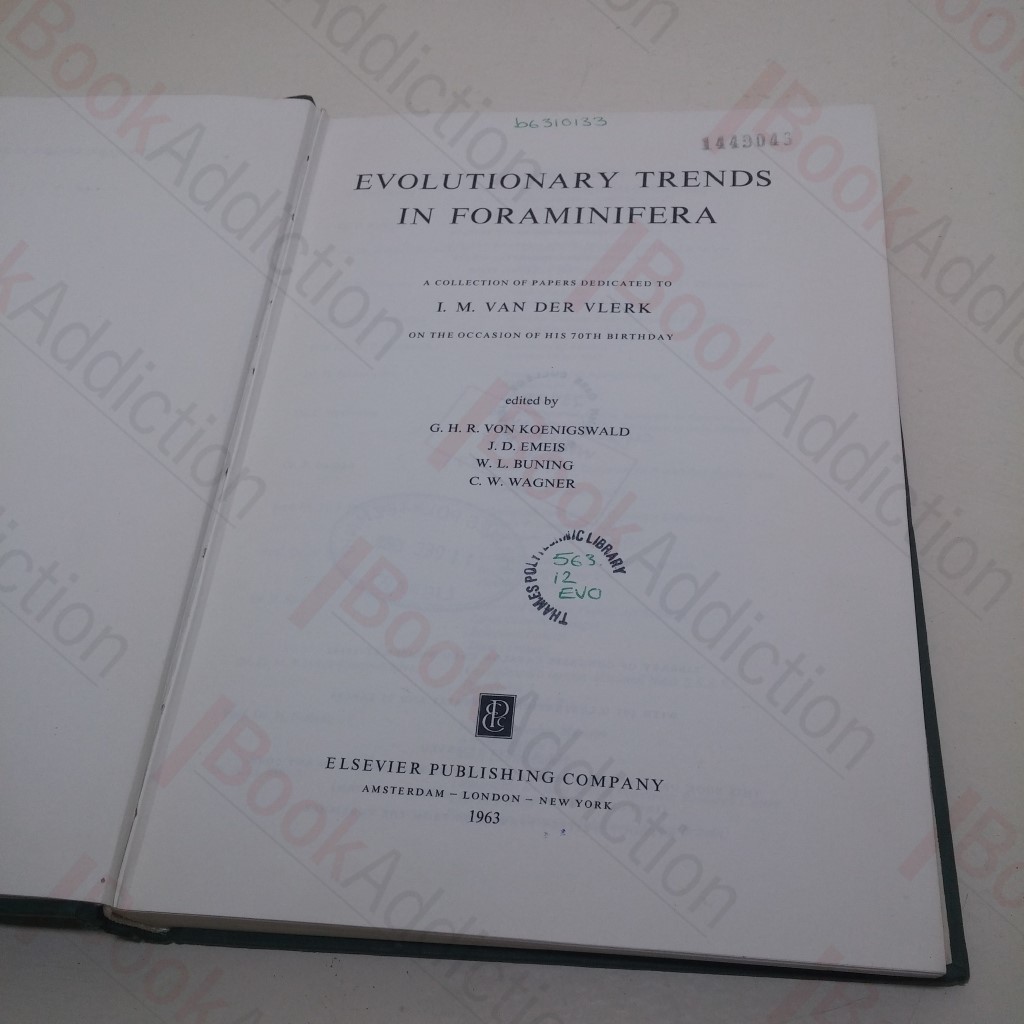 b6310133
1449043
EVOLUTIONARY TRENDS
IN FORAMINIFERA
A COLLECTION OF PAPERS DEDICATED TO
I. M. VAN DER VLERK
ON THE OCCASION OF HIS 70TH BIRTHDAY
edited by
G. H. R. VON KOENIGSWALD
J. D. EMEIS
W. L. BUNING
C. W. WAGNER
THAMES POLYTECHNIC LIBRARY
563.
12
EVO
ELSEVIER PUBLISHING COMPANY
AMSTERDAM – LONDON – NEW YORK
1963
BookAddiction